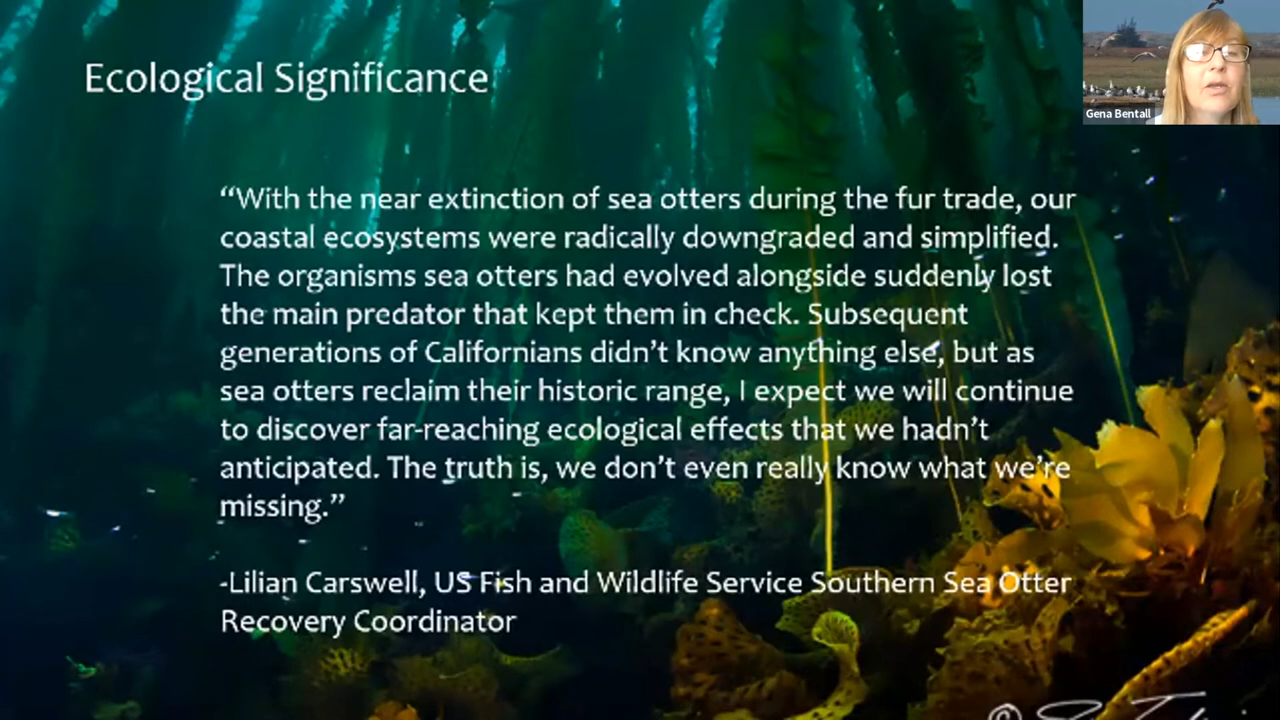 Ecological Significance
Gena Bentall
“With the near extinction of sea otters during the fur trade, our
coastal ecosystems were radically downgraded and simplified.
The organisms sea otters had evolved alongside suddenly lost
the main predator that kept them in check. Subsequent
generations of Californians didn’t know anything else, but as
sea otters reclaim their historic range, I expect we will continue
to discover far-reaching ecological effects that we hadn’t
anticipated. The truth is, we don’t even really know what we’re
missing.”
-Lilian Carswell, US Fish and Wildlife Service Southern Sea Otter
Recovery Coordinator
©